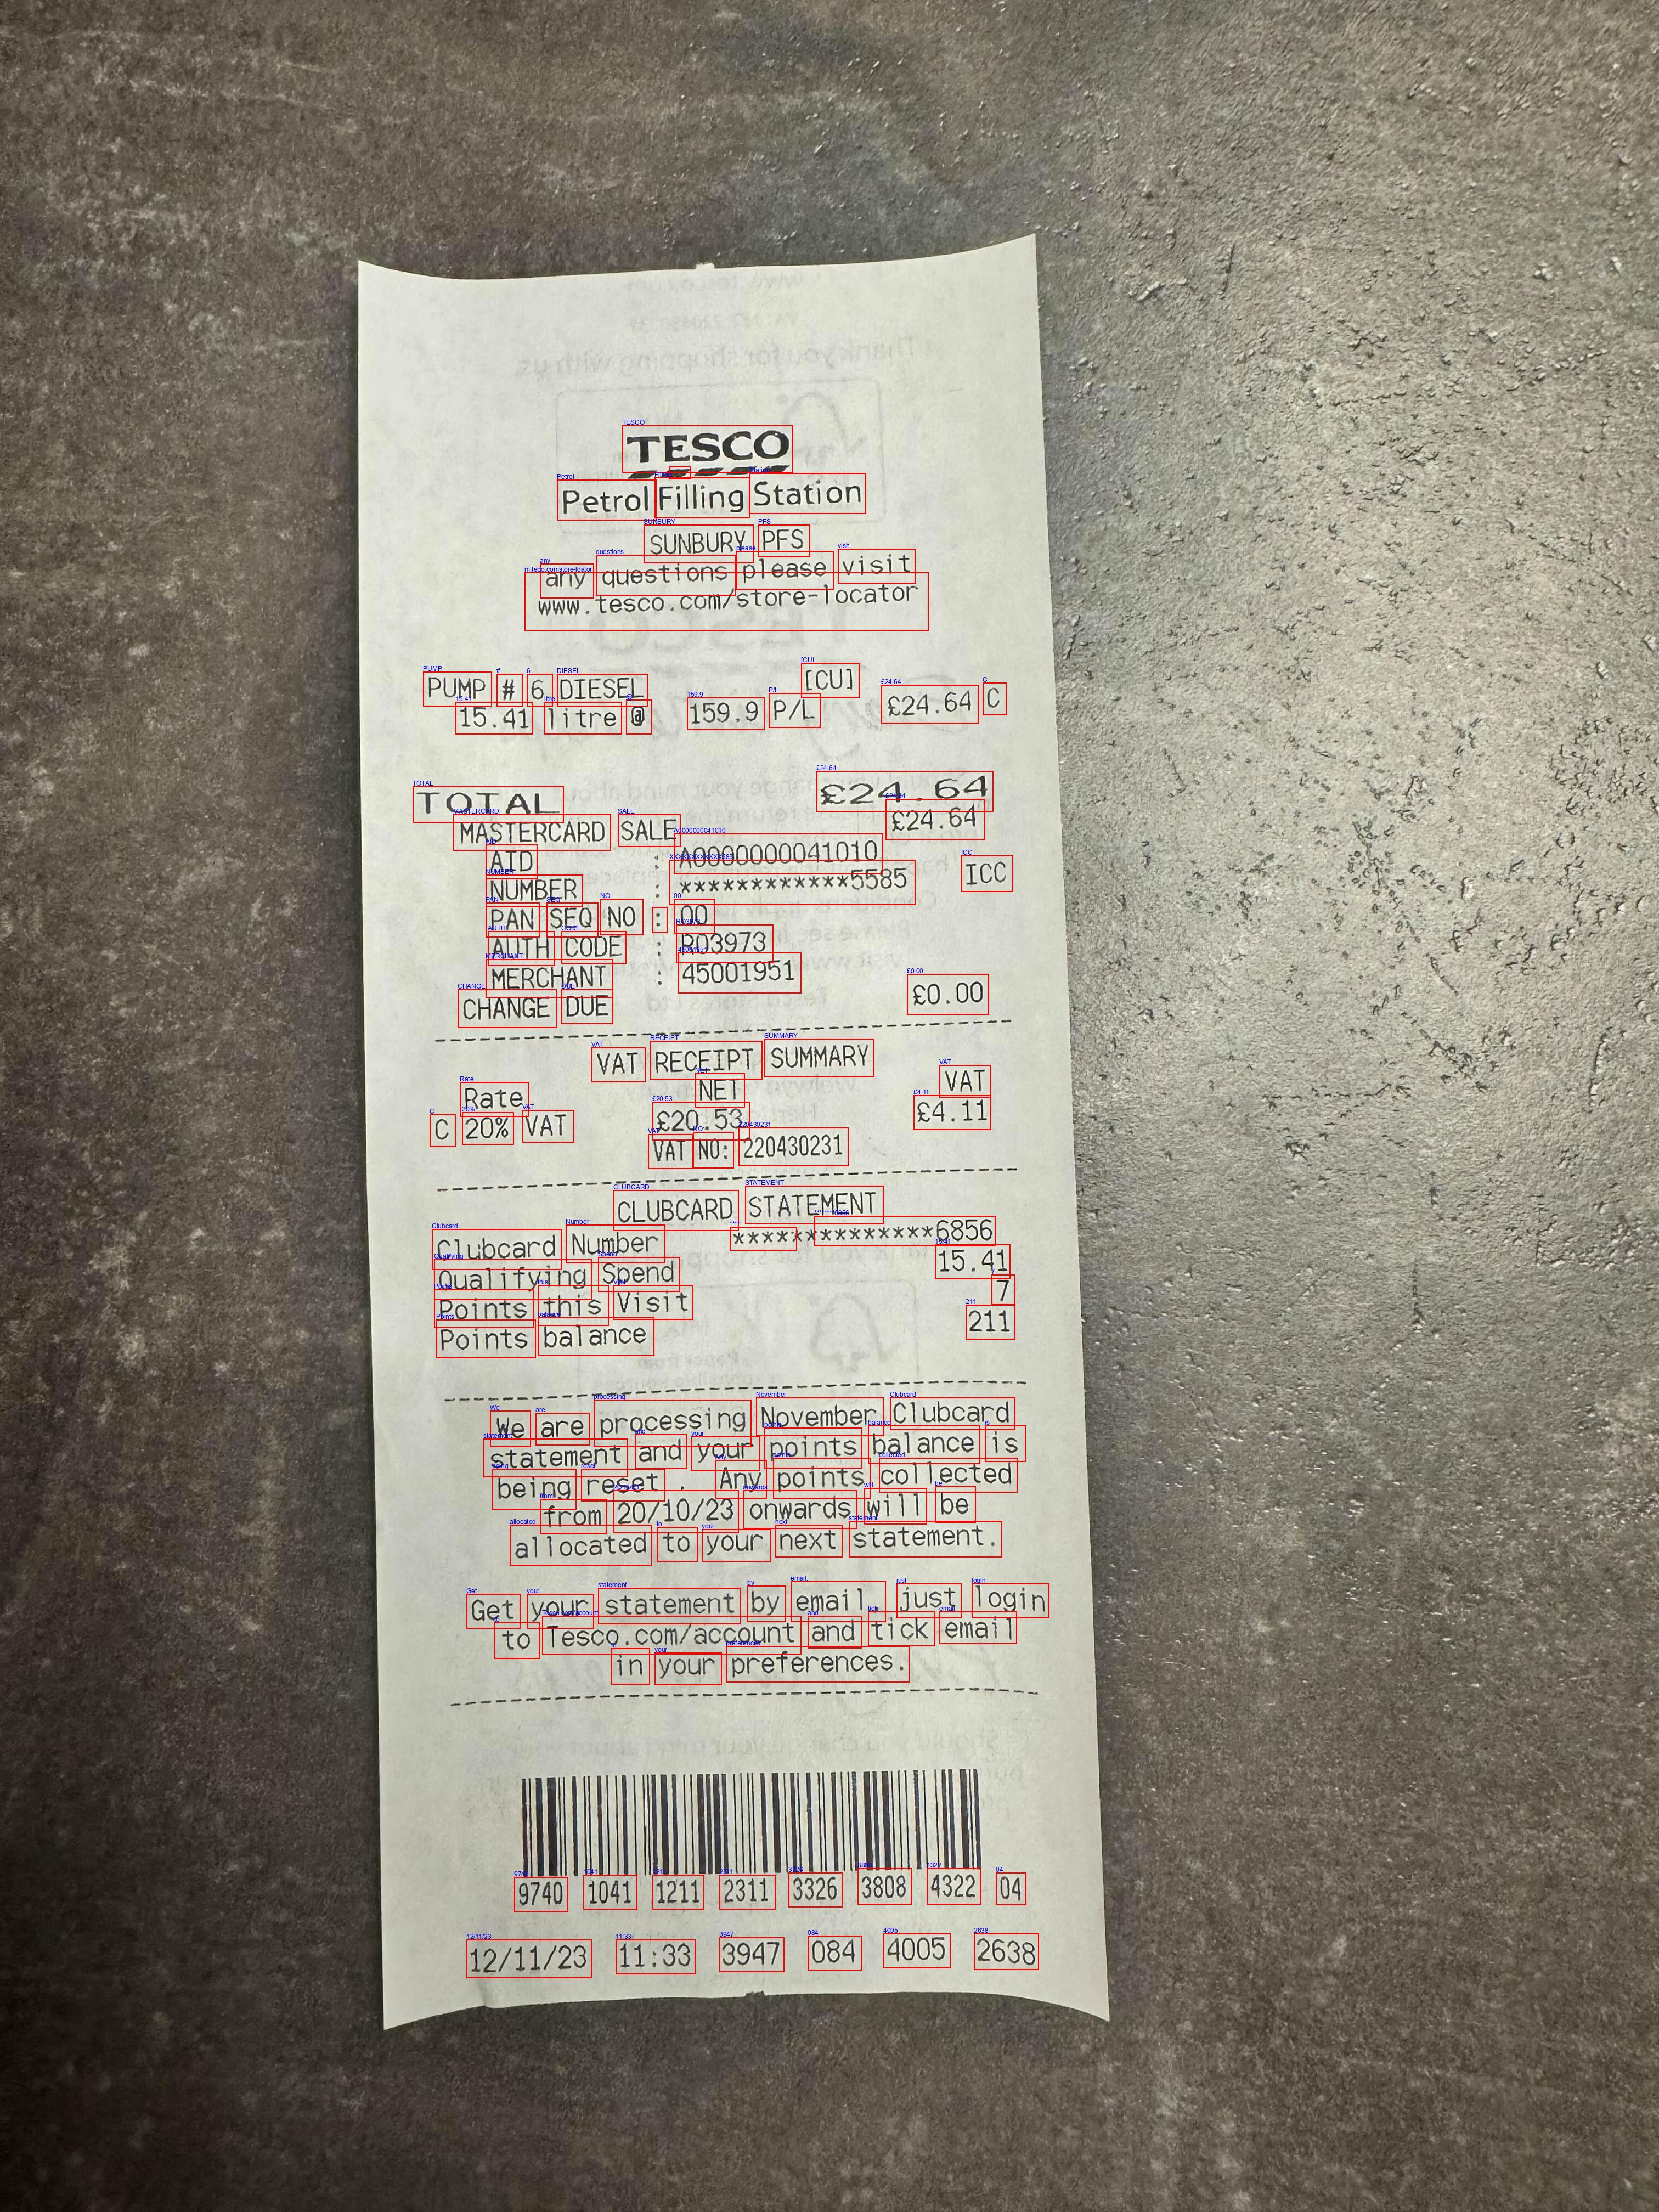 TESCO
Petrol Filling Station
SUNBURY PFS
any questions please visit
www.tesco.com/store-locator
PUMP # 6 DIESEL [CU]
15.41 litre @ 159.9 P/L £24.64 C
TOTAL £24.64
MASTERCARD SALE £24.64
AID : A0000000041010
NUMBER : ************5585 ICC
PAN SEQ NO : 00
AUTH CODE : R03973
MERCHANT : 45001951
CHANGE DUE £0.00
VAT RECEIPT SUMMARY
Rate NET VAT
C 20% VAT £20.53 £4.11
VAT NO: 220430231
CLUBCARD STATEMENT
Clubcard Number **************6856
Qualifying Spend 15.41
Points this Visit 7
Points balance 211
We are processing November Clubcard
statement and your points balance is
being reset . Any points collected
from 20/10/23 onwards will be
allocated to your next statement.
Get your statement by email, just login
to Tesco.com/account and tick email
in your preferences.
9740 1041 1211 2311 3326 3808 4322 04
12/11/23 11:33 3947 084 4005 2638